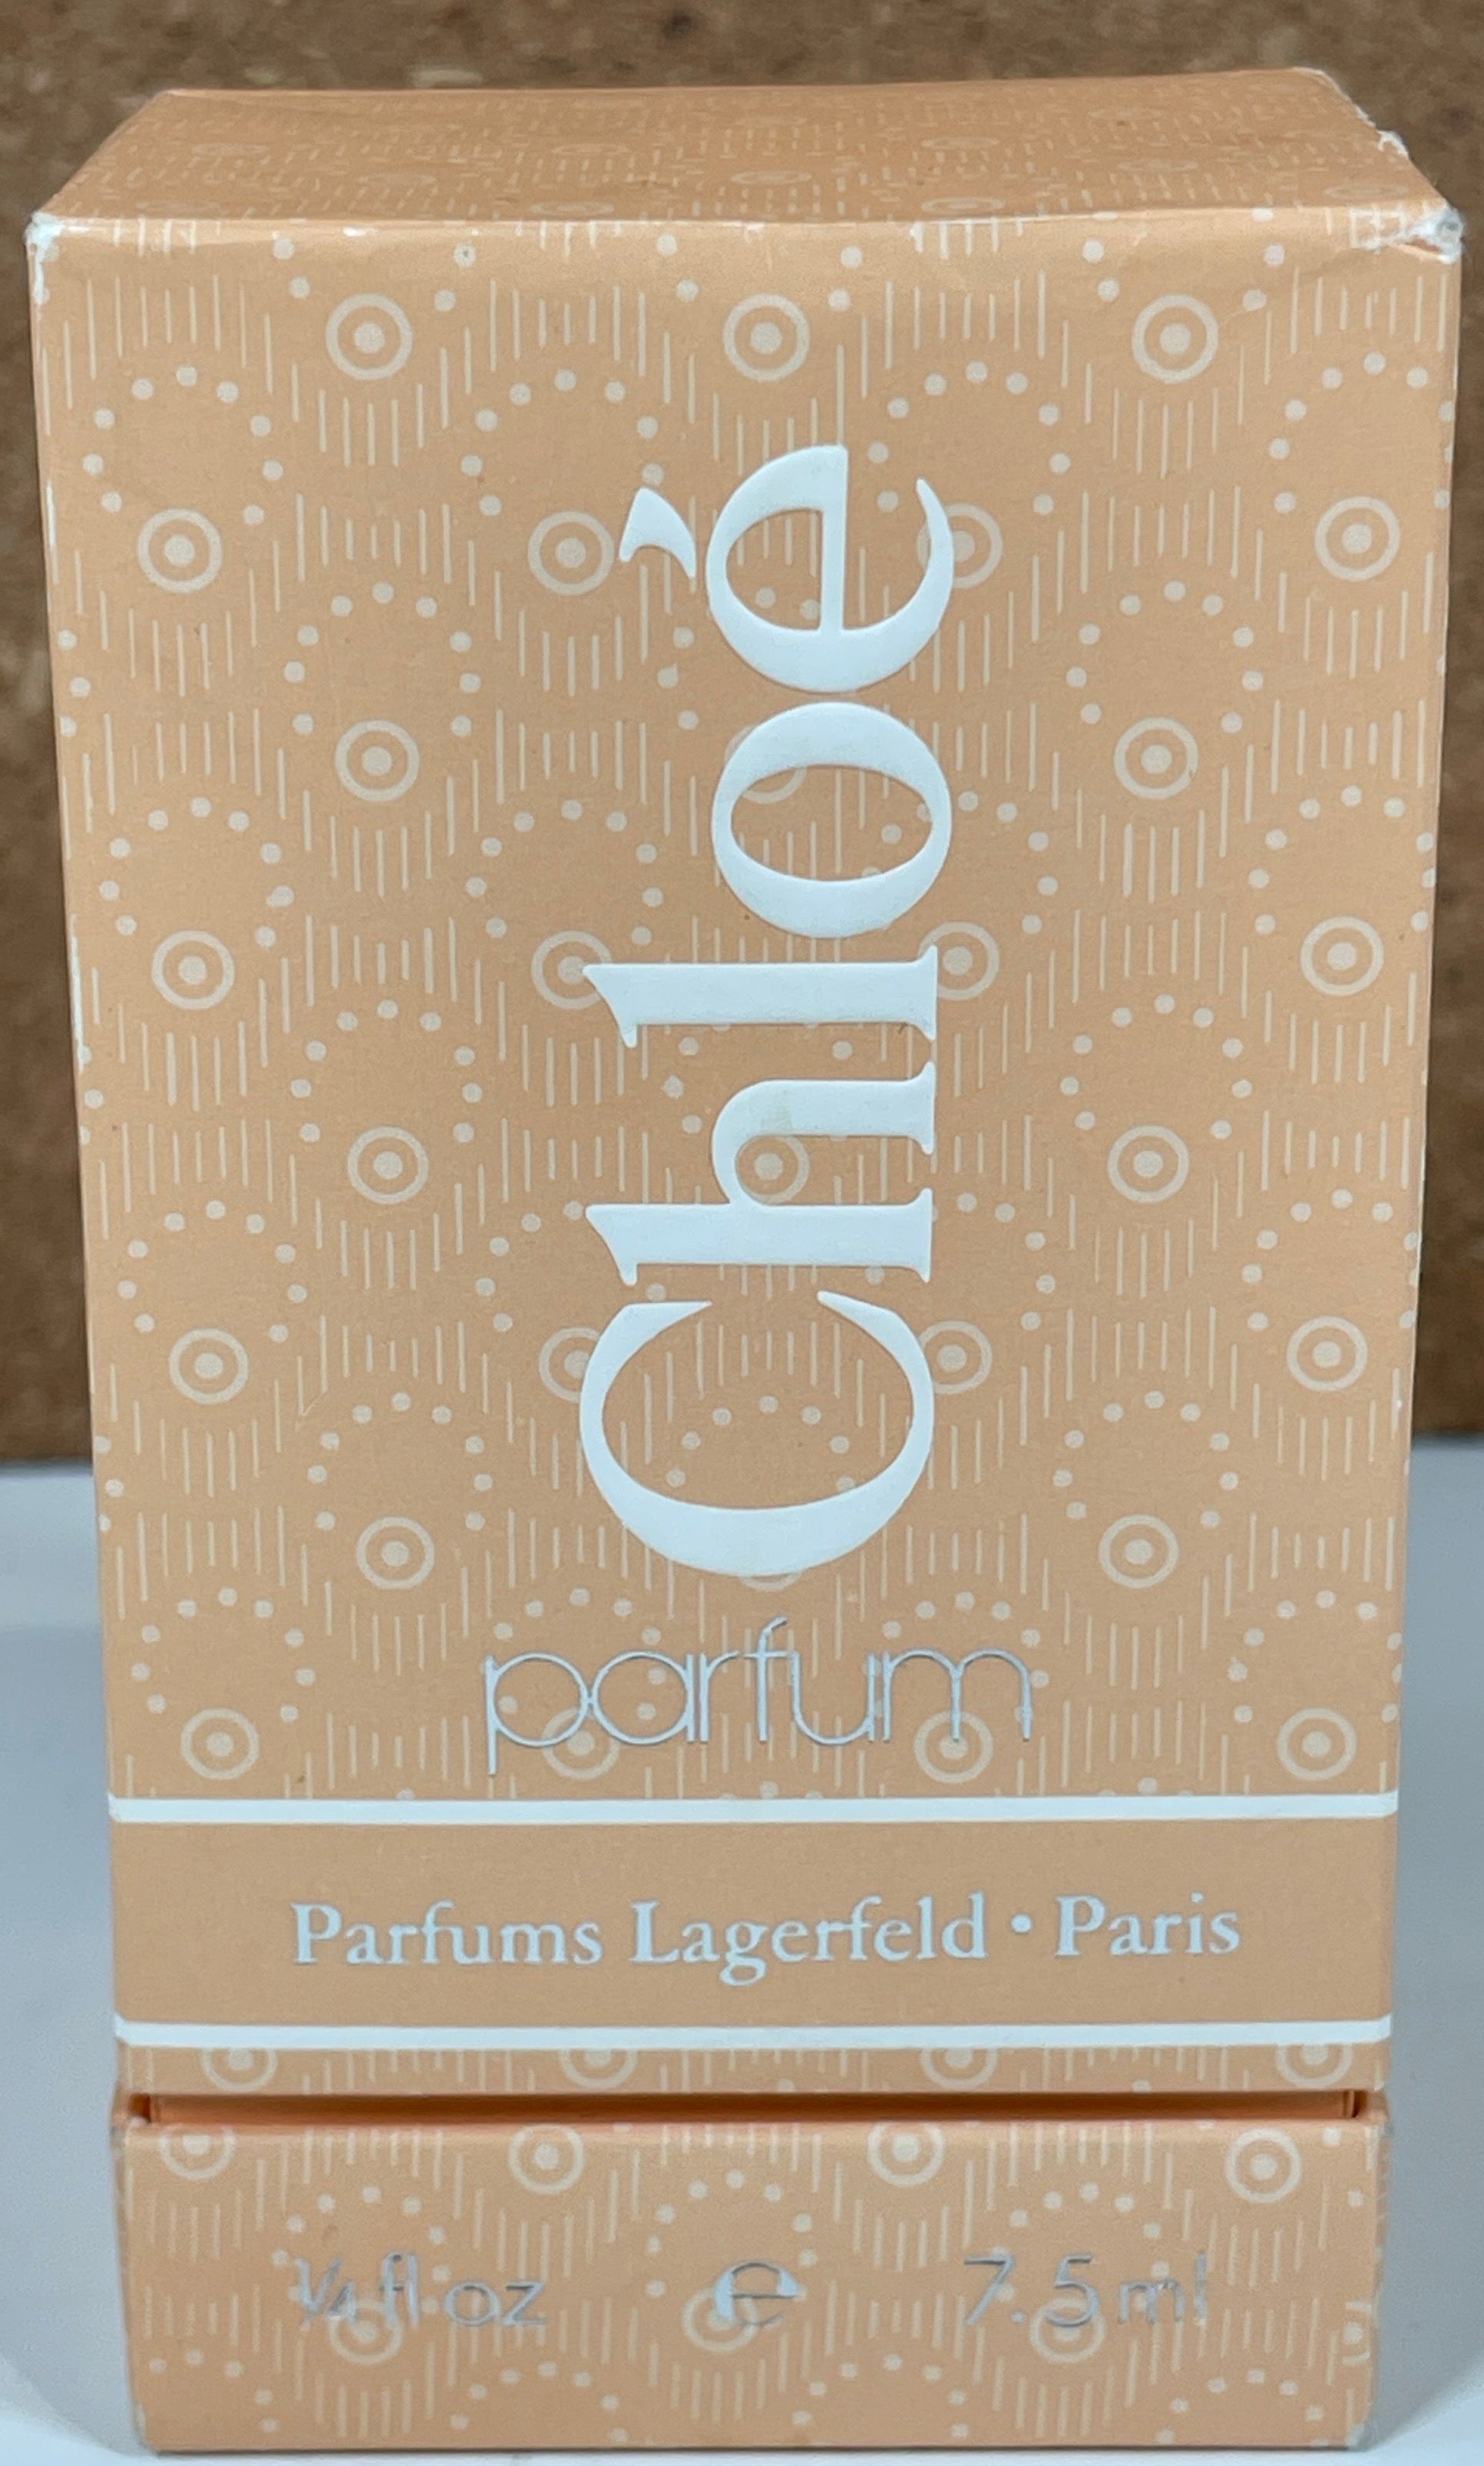 Chloé
parfum
Parfums Lagerfeld • Paris
¼ fl oz e 7.5 ml